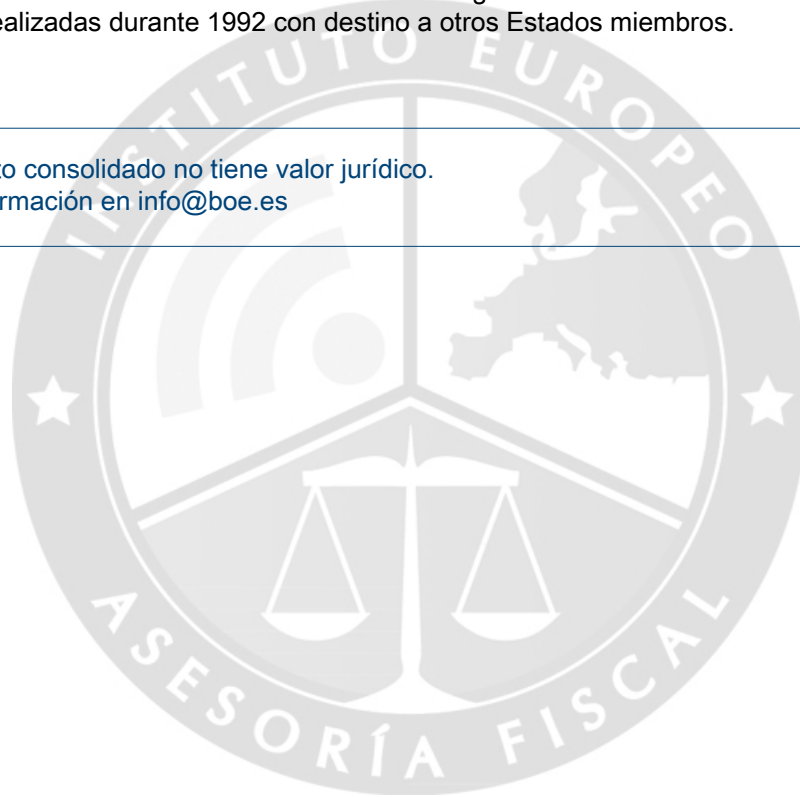 ealizadas durante 1992 con destino a otros Estados miembros.
to consolidado no tiene valor jurídico.
rmación en info@boe.es
INSTITUTO EUROPEO
ASESORÍA FISCAL